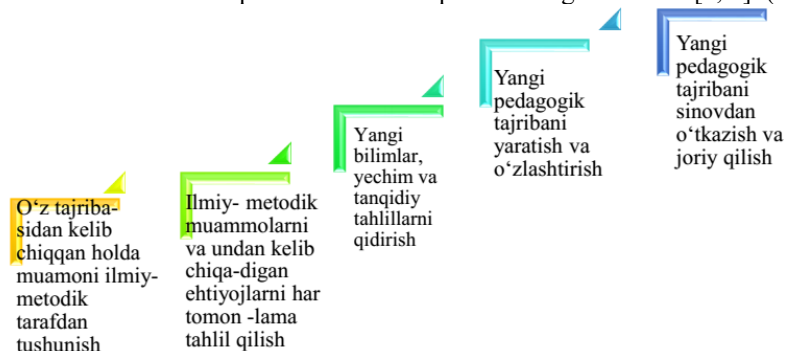 O‘z tajriba-
sidan kelib
chiqqan holda
muamoni ilmiy-
metodik
tarafdan
tushunish
Ilmiy- metodik
muammolarni
va undan kelib
chiqa-digan
ehtiyojlarni har
tomon -lama
tahlil qilish
Yangi
bilimlar,
yechim va
tanqidiy
tahlillarni
qidirish
Yangi
pedagogik
tajribani
yaratish va
o‘zlashtirish
Yangi
pedagogik
tajribani
sinovdan
o‘tkazish va
joriy qilish